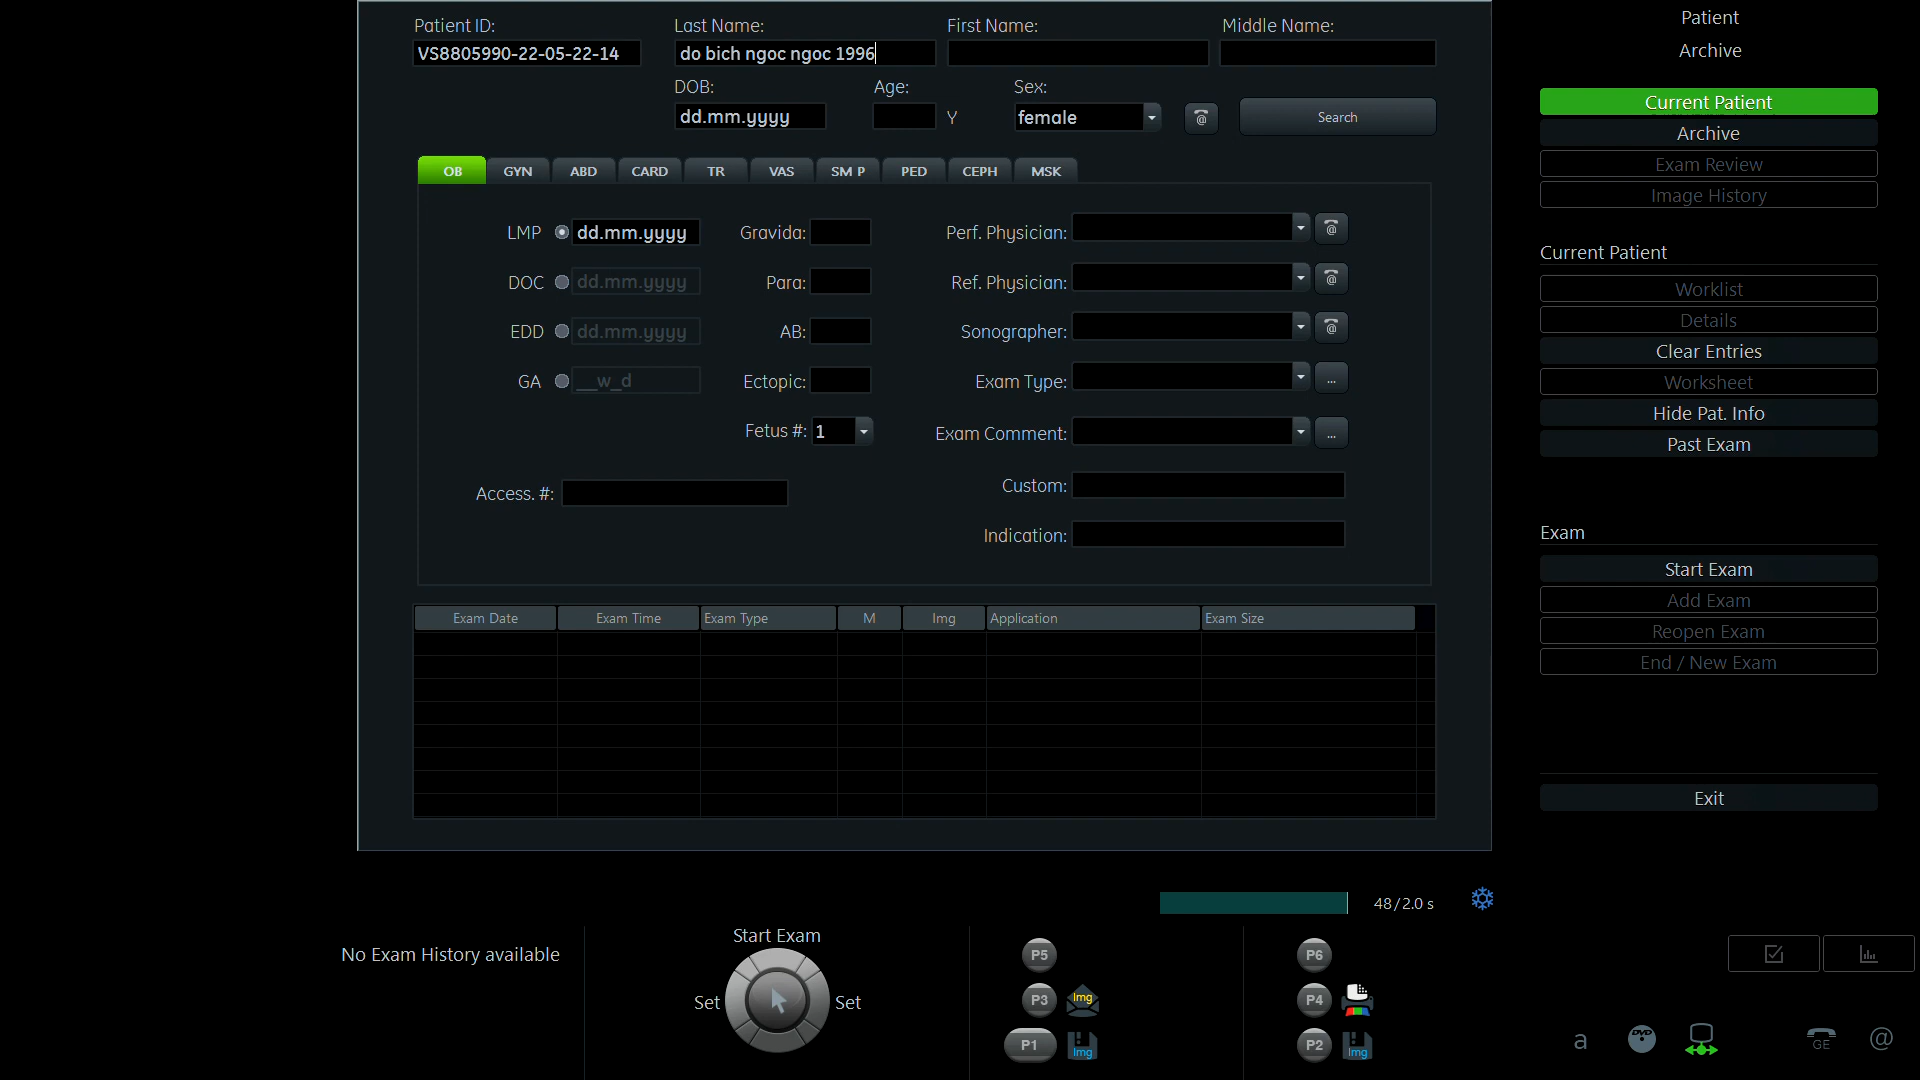 Patient ID:
Last Name:
First Name:
Middle Name:
VS8805990-22-05-22-14
do bich ngoc ngoc 1996
DOB:
Age:
Sex:
dd.mm.yyyy
Y
female
@
Search
OB GYN ABD CARD TR VAS SM P PED CEPH MSK
LMP dd.mm.yyyy
Gravida:
Perf. Physician:
@
DOC dd.mm.yyyy
Para:
Ref. Physician:
@
EDD dd.mm.yyyy
AB:
Sonographer:
@
GA __w_d
Ectopic:
Exam Type:
...
Fetus #: 1
Exam Comment:
...
Access. #:
Custom:
Indication:
Exam Date Exam Time Exam Type M Img Application Exam Size
Patient
Archive
Current Patient
Archive
Exam Review
Image History
Current Patient
Worklist
Details
Clear Entries
Worksheet
Hide Pat. Info
Past Exam
Exam
Start Exam
Add Exam
Reopen Exam
End / New Exam
Exit
48/2.0 s
No Exam History available
Start Exam
Set Set
P5
P3 Img
P1 Img
P6
P4
P2 Img
a DVD GE @